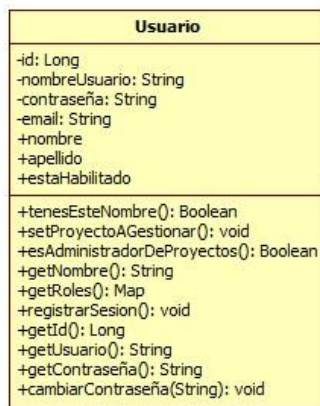 Usuario
-id: Long
-nombreUsuario: String
-contraseña: String
-email: String
+nombre
+apellido
+estaHabilitado
+tenesEsteNombre(): Boolean
+setProyectoAGestionar(): void
+esAdministradorDeProyectos(): Boolean
+getNombre(): String
+getRoles(): Map
+registrarSesion(): void
+getId(): Long
+getUsuario(): String
+getContraseña(): String
+cambiarContraseña(String): void